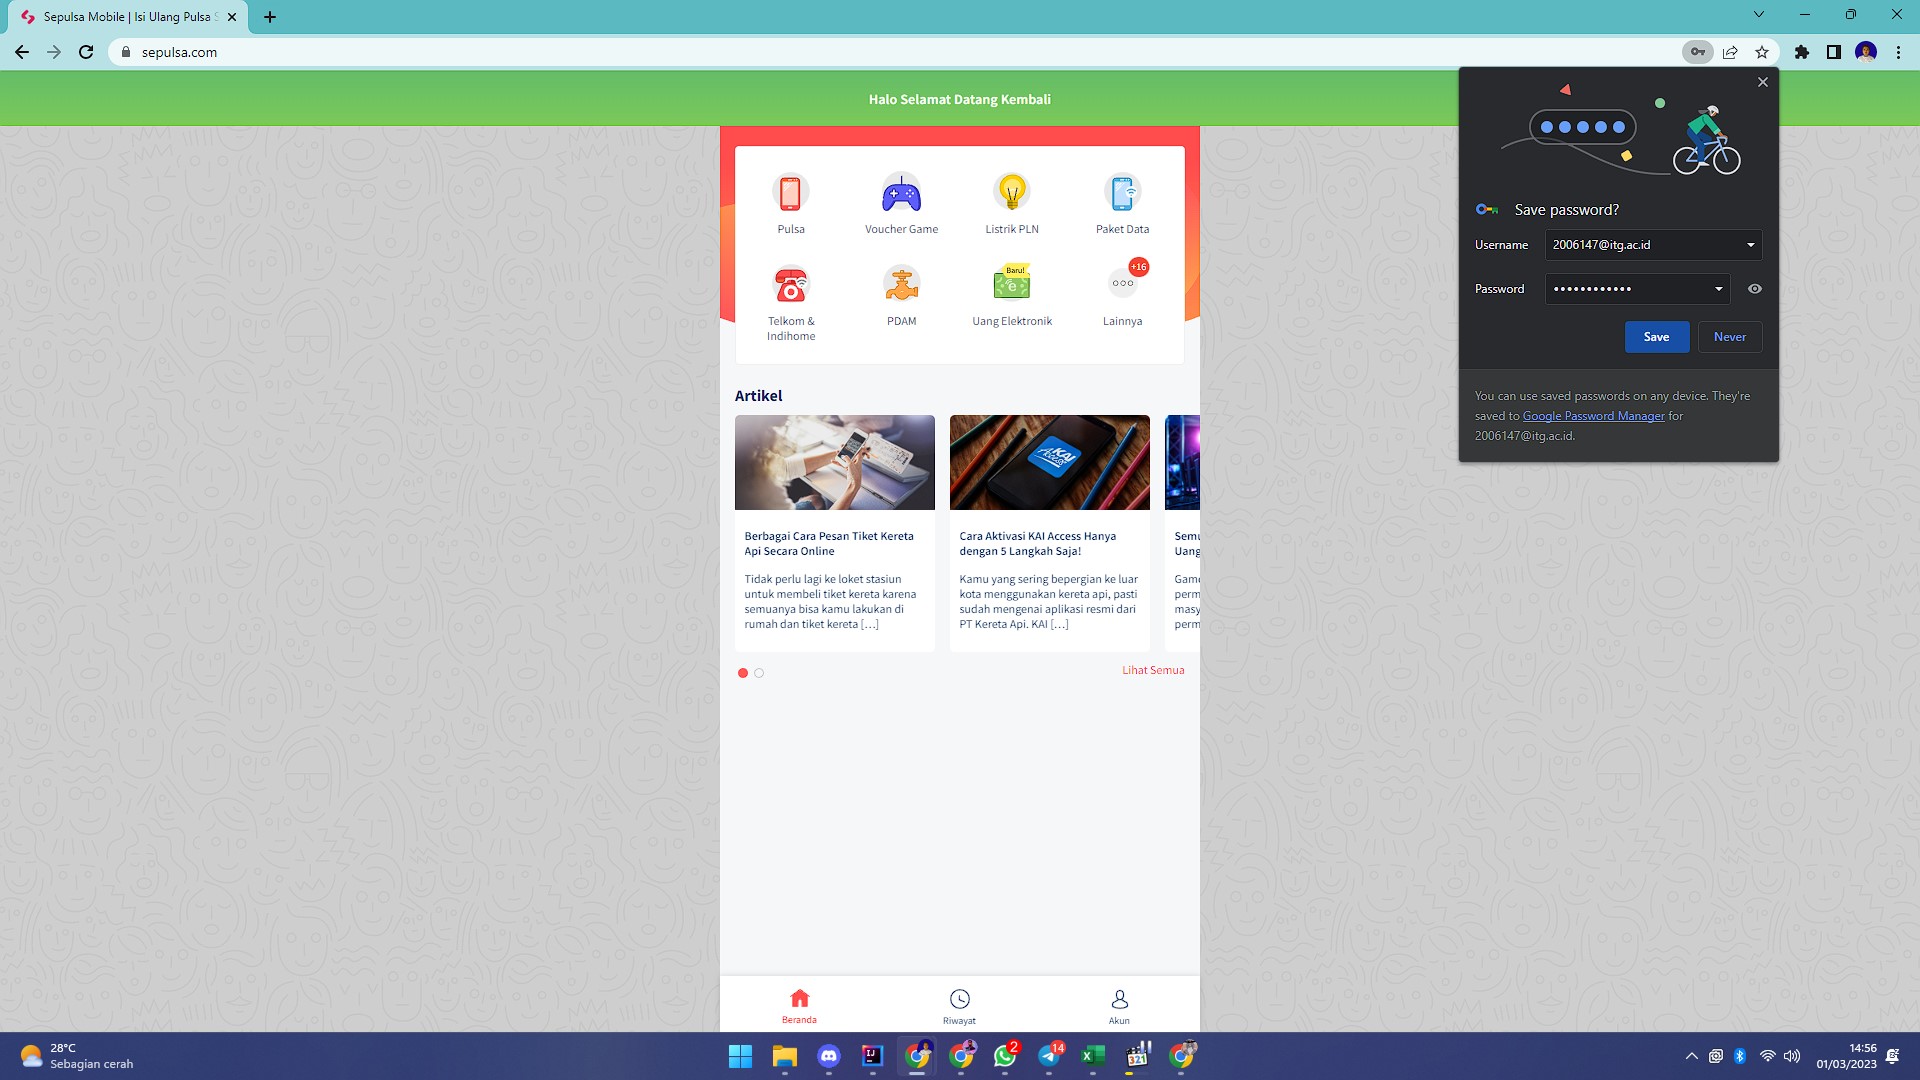 Sepulsa Mobile | Isi Ulang Pulsa
sepulsa.com
Halo Selamat Datang Kembali
Pulsa
Voucher Game
Listrik PLN
Paket Data
Baru!
+16
Telkom &
Indihome
PDAM
Uang Elektronik
Lainnya
Artikel
KAI
Access
Berbagai Cara Pesan Tiket Kereta
Api Secara Online
Tidak perlu lagi ke loket stasiun
untuk membeli tiket kereta karena
semuanya bisa kamu lakukan di
rumah dan tiket kereta […]
Cara Aktivasi KAI Access Hanya
dengan 5 Langkah Saja!
Kamu yang sering bepergian ke luar
kota menggunakan kereta api, pasti
sudah mengenai aplikasi resmi dari
PT Kereta Api. KAI […]
Uang
Lihat Semua
Beranda
Riwayat
Akun
Save password?
Username
2006147@itg.ac.id
Password
••••••••••••
Save
Never
You can use saved passwords on any device. They're
saved to Google Password Manager for
2006147@itg.ac.id.
28°C
Sebagian cerah
IJ
2
14
321
14:56
01/03/2023